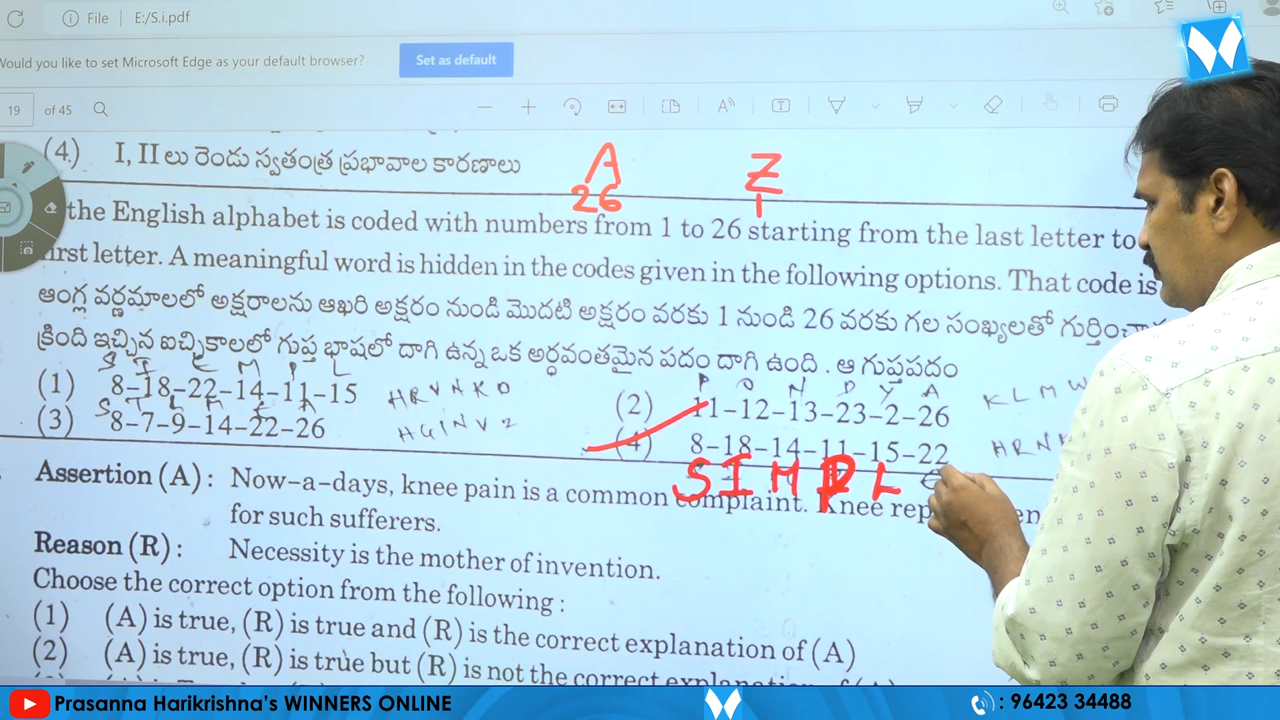 File E:/S.i.pdf
Would you like to set Microsoft Edge as your default browser? Set as default
19 of 45
(4) I, II లు రెండు స్వతంత్ర ప్రభావాల కారణాలు
A Z
26 1
the English alphabet is coded with numbers from 1 to 26 starting from the last letter to
first letter. A meaningful word is hidden in the codes given in the following options. That code is
ఆంగ్ల వర్ణమాలలో అక్షరాలను ఆఖరి అక్షరం నుండి మొదటి అక్షరం వరకు 1 నుండి 26 వరకు గల సంఖ్యలతో గుర్తించా
క్రింది ఇచ్చిన ఐచ్ఛికాలలో గుప్త భాషలో దాగి ఉన్న ఒక అర్థవంతమైన పదం దాగి ఉంది . ఆ గుప్తపదం
S I E M P L P O N D Y A
(1) 8-18-22-14-11-15 HRVNKO (2) 11-12-13-23-2-26 KLMW
(3) 8-7-9-14-22-26 HGINVZ (4) 8-18-14-11-15-22 HRNK
SIMPLE
Assertion (A) : Now-a-days, knee pain is a common complaint. Knee
for such sufferers.
Reason (R) : Necessity is the mother of invention.
Choose the correct option from the following :
(1) (A) is true, (R) is true and (R) is the correct explanation of (A)
(2) (A) is true, (R) is true but (R) is not the correct explanation of (A)
Prasanna Harikrishna's WINNERS ONLINE : 96423 34488